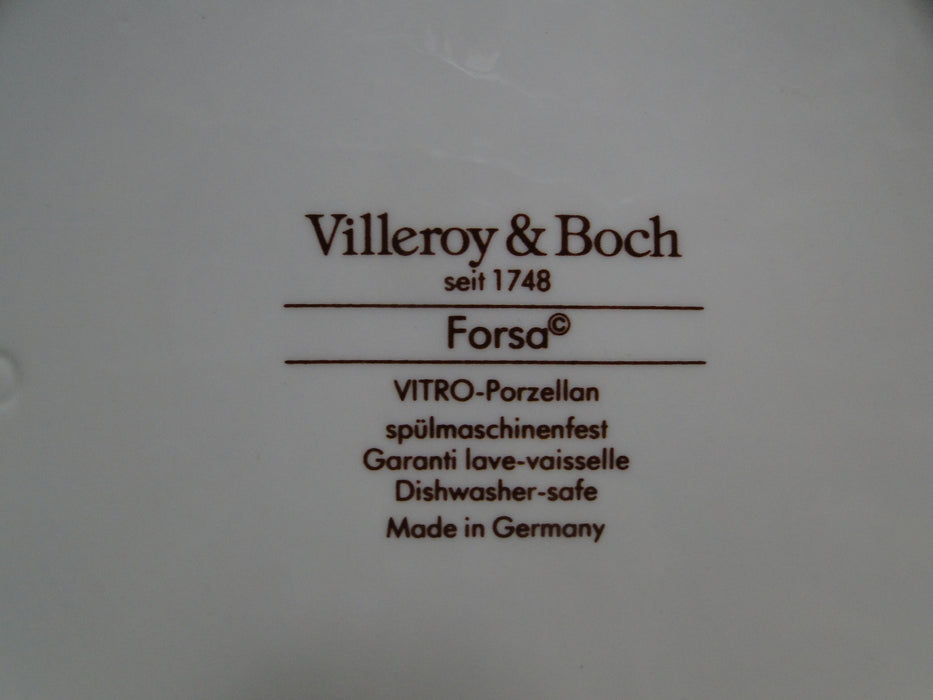 Villeroy & Boch
seit 1748
Forsa©
VITRO-Porzellan
spülmaschinenfest
Garanti lave-vaisselle
Dishwasher-safe
Made in Germany